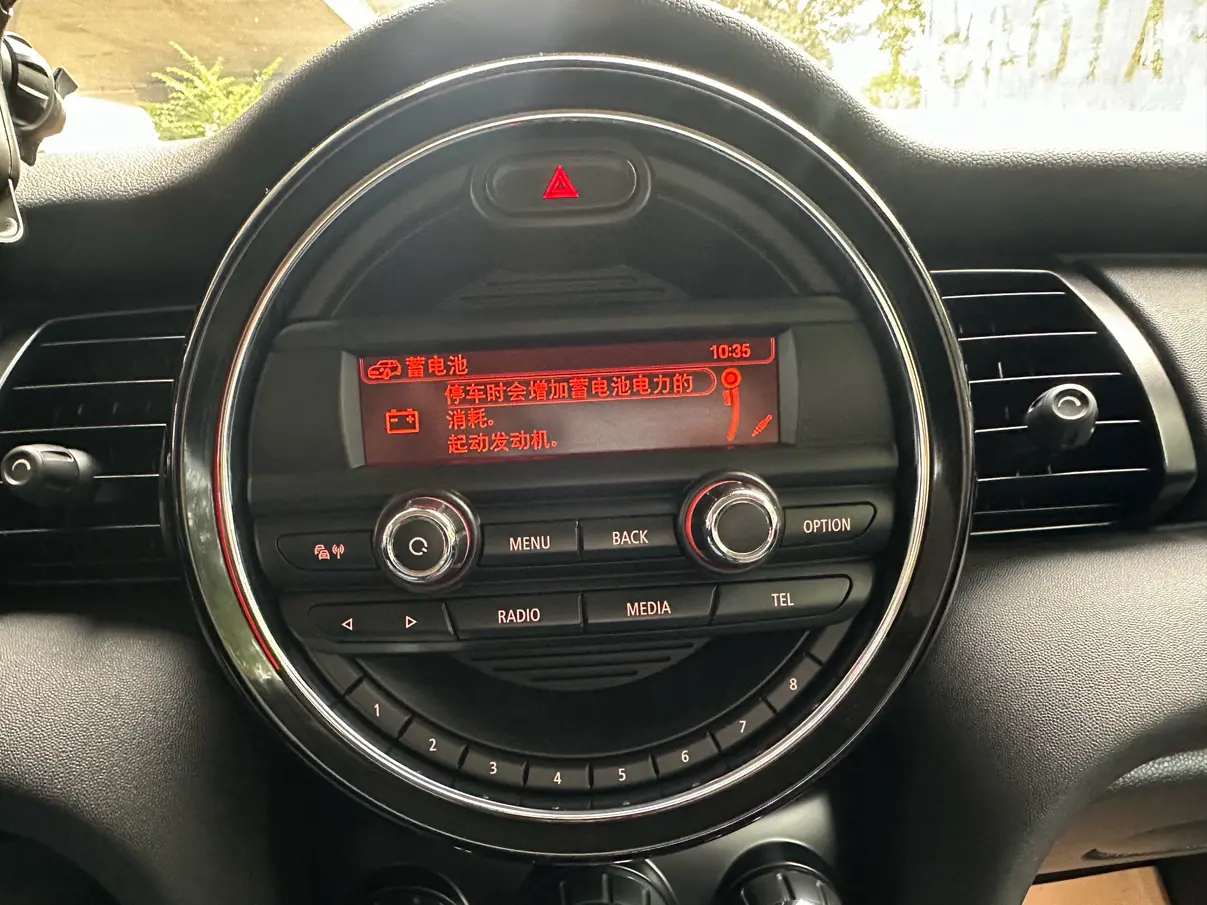 蓄电池 10:35
停车时会增加蓄电池电力的
消耗。
起动发动机。
MENU BACK OPTION
RADIO MEDIA TEL
1 2 3 4 5 6 7 8